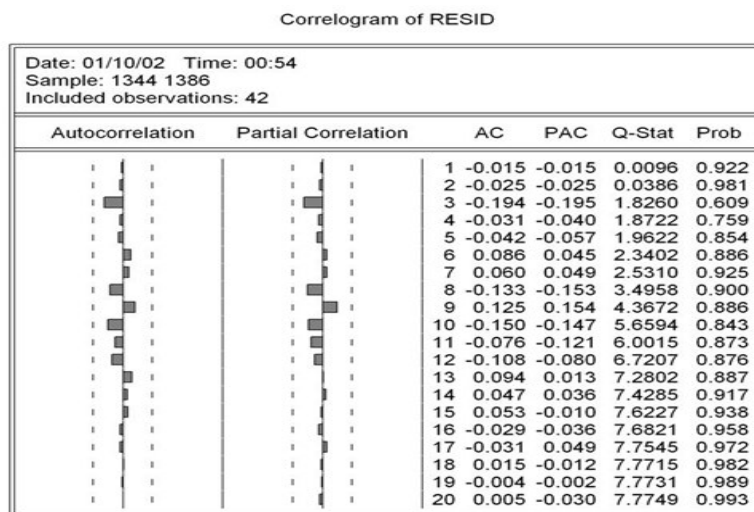 Correlogram of RESID
Date: 01/10/02 Time: 00:54
Sample: 1344 1386
Included observations: 42
Autocorrelation Partial Correlation AC PAC Q-Stat Prob
1 -0.015 -0.015 0.0096 0.922
2 -0.025 -0.025 0.0386 0.981
3 -0.194 -0.195 1.8260 0.609
4 -0.031 -0.040 1.8722 0.759
5 -0.042 -0.057 1.9622 0.854
6 0.086 0.045 2.3402 0.886
7 0.060 0.049 2.5310 0.925
8 -0.133 -0.153 3.4958 0.900
9 0.125 0.154 4.3672 0.886
10 -0.150 -0.147 5.6594 0.843
11 -0.076 -0.121 6.0015 0.873
12 -0.108 -0.080 6.7207 0.876
13 0.094 0.013 7.2802 0.887
14 0.047 0.036 7.4285 0.917
15 0.053 -0.010 7.6227 0.938
16 -0.029 -0.036 7.6821 0.958
17 -0.031 0.049 7.7545 0.972
18 0.015 -0.012 7.7715 0.982
19 -0.004 -0.002 7.7731 0.989
20 0.005 -0.030 7.7749 0.993